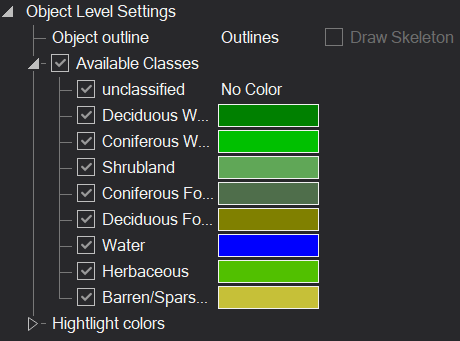 Object Level Settings
Object outline Outlines Draw Skeleton
Available Classes
unclassified No Color
Deciduous W...
Coniferous W...
Shrubland
Coniferous Fo...
Deciduous Fo...
Water
Herbaceous
Barren/Spars...
Hightlight colors